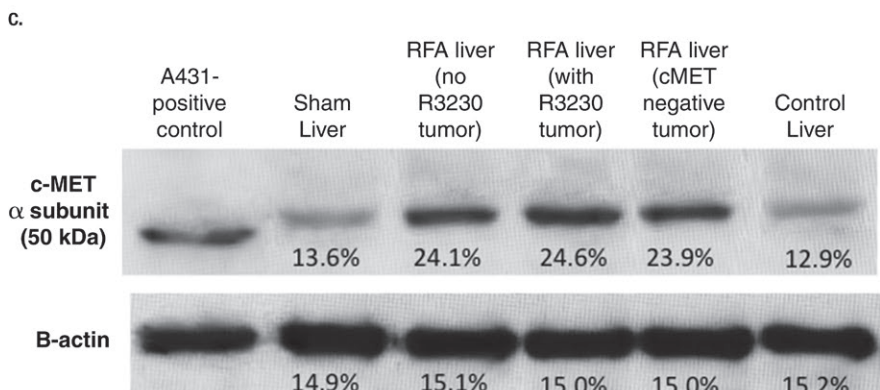 C.
A431-
positive
control
Sham
Liver
RFA liver
(no
R3230
tumor)
RFA liver
(with
R3230
tumor)
RFA liver
(cMET
negative
tumor)
Control
Liver
c-MET
α subunit
(50 kDa)
13.6% 24.1% 24.6% 23.9% 12.9%
B-actin
14.9% 15.1% 15.0% 15.0% 15.2%